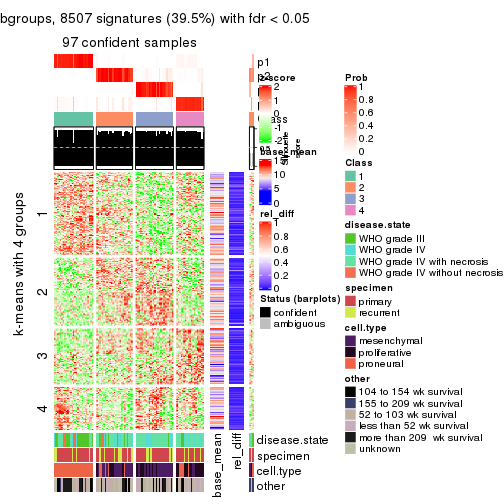 bgroups, 8507 signatures (39.5%) with fdr < 0.05
97 confident samples
p1
z-score
2
1
-2
base_mean
15
10
5
0
rel_diff
1
0.8
0.6
0.4
0.2
0
Status (barplots)
confident
ambiguous
Prob
1
0.8
0.6
0.4
0.2
0
Class
1
2
3
4
disease.state
WHO grade III
WHO grade IV
WHO grade IV with necrosis
WHO grade IV without necrosis
specimen
primary
recurrent
cell.type
mesenchymal
proliferative
proneural
other
104 to 154 wk survival
155 to 209 wk survival
52 to 103 wk survival
less than 52 wk survival
more than 209  wk survival
unknown
k-means with 4 groups
1
2
3
4
disease.state
specimen
cell.type
other
base_mean
rel_diff